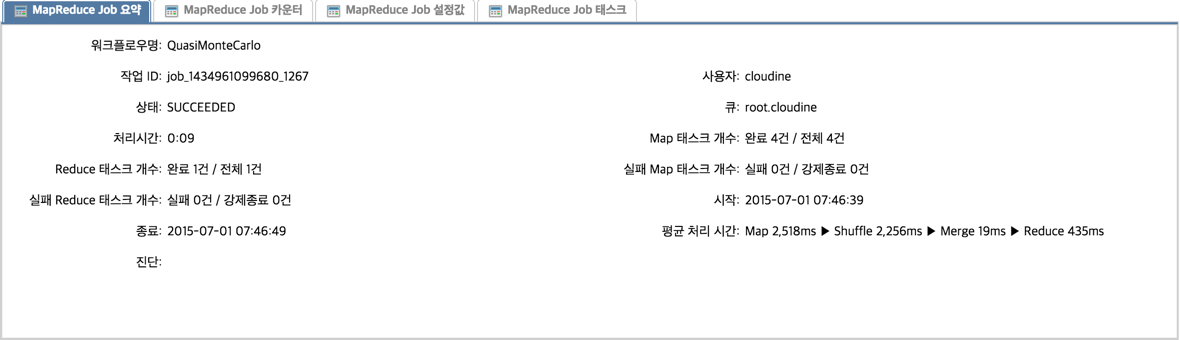 MapReduce Job 요약 MapReduce Job 카운터 MapReduce Job 설정값 MapReduce Job 태스크
워크플로우명: QuasiMonteCarlo
작업 ID: job_1434961099680_1267 사용자: cloudine
상태: SUCCEEDED 큐: root.cloudine
처리시간: 0:09 Map 태스크 개수: 완료 4건 / 전체 4건
Reduce 태스크 개수: 완료 1건 / 전체 1건 실패 Map 태스크 개수: 실패 0건 / 강제종료 0건
실패 Reduce 태스크 개수: 실패 0건 / 강제종료 0건 시작: 2015-07-01 07:46:39
종료: 2015-07-01 07:46:49 평균 처리 시간: Map 2,518ms ▶ Shuffle 2,256ms ▶ Merge 19ms ▶ Reduce 435ms
진단: